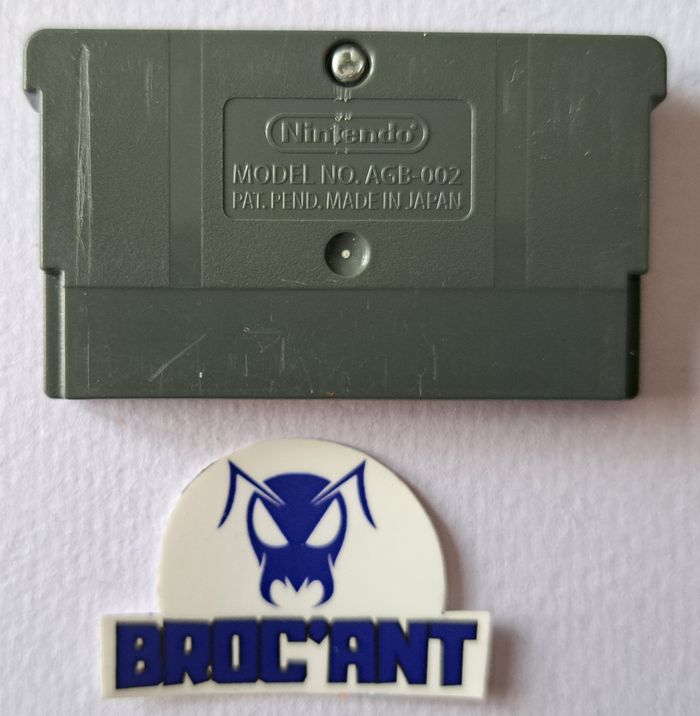 Nintendo®
MODEL NO. AGB-002
PAT. PEND. MADE IN JAPAN
BROC'ANT